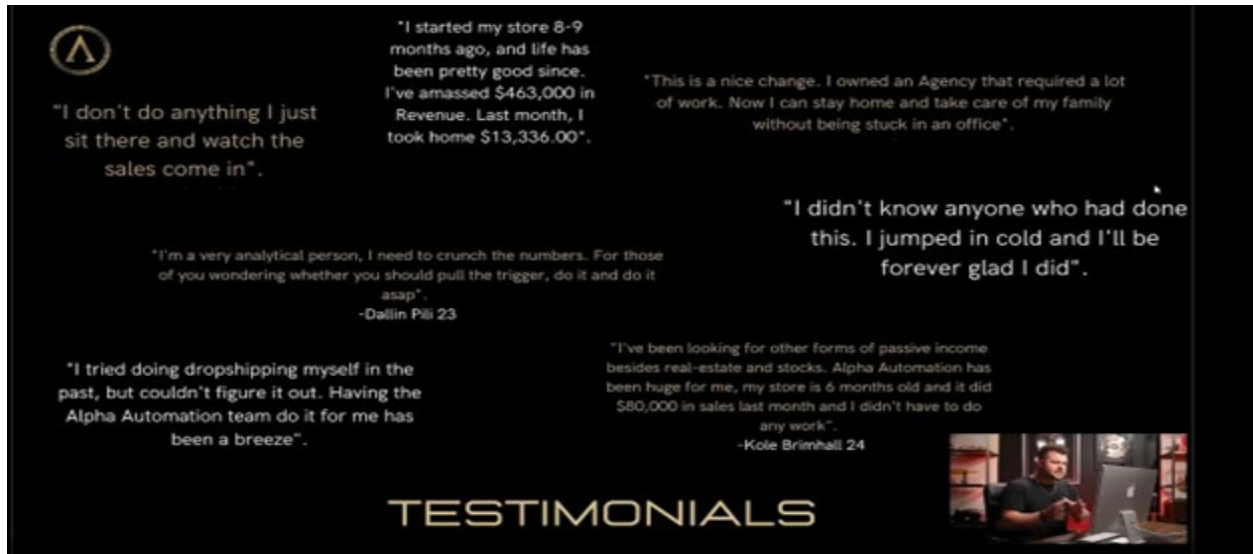 "I don't do anything I just
sit there and watch the
sales come in".
"I started my store 8-9
months ago, and life has
been pretty good since.
I've amassed $463,000 in
Revenue. Last month, I
took home $13,336.00".
"This is a nice change. I owned an Agency that required a lot
of work. Now I can stay home and take care of my family
without being stuck in an office".
"I didn't know anyone who had done
this. I jumped in cold and I'll be
forever glad I did".
"I'm a very analytical person, I need to crunch the numbers. For those
of you wondering whether you should pull the trigger, do it and do it
asap".
-Dallin Pili 23
"I tried doing dropshipping myself in the
past, but couldn't figure it out. Having the
Alpha Automation team do it for me has
been a breeze".
"I've been looking for other forms of passive income
besides real-estate and stocks. Alpha Automation has
been huge for me, my store is 6 months old and it did
$80,000 in sales last month and I didn't have to do
any work".
-Kole Brimhall 24
TESTIMONIALS